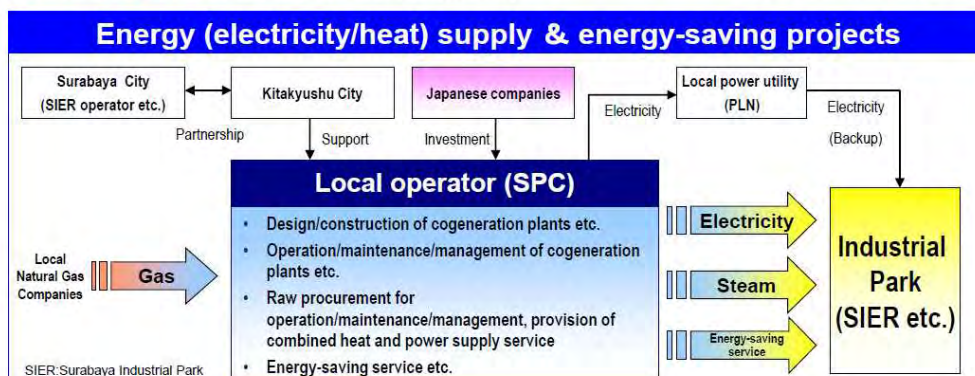 Energy (electricity/heat) supply & energy-saving projects
Surabaya City
(SIER operator etc.)
Kitakyushu City
Japanese companies
Local power utility
(PLN)
Partnership
Support
Investment
Electricity
Electricity
(Backup)
Local operator (SPC)
• Design/construction of cogeneration plants etc.
• Operation/maintenance/management of cogeneration
plants etc.
• Raw procurement for
operation/maintenance/management, provision of
combined heat and power supply service
• Energy-saving service etc.
Local
Natural Gas
Companies
Gas
Electricity
Steam
Energy-saving
service
Industrial
Park
(SIER etc.)
SIER:Surabaya Industrial Park